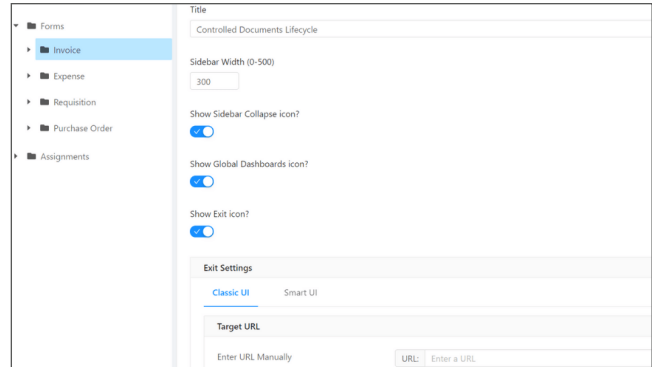 Forms
Invoice
Expense
Requisition
Purchase Order
Assignments
Title
Controlled Documents Lifecycle
Sidebar Width (0-500)
300
Show Sidebar Collapse icon?
Show Global Dashboards icon?
Show Exit icon?
Exit Settings
Classic UI Smart UI
Target URL
Enter URL Manually URL: Enter a URL